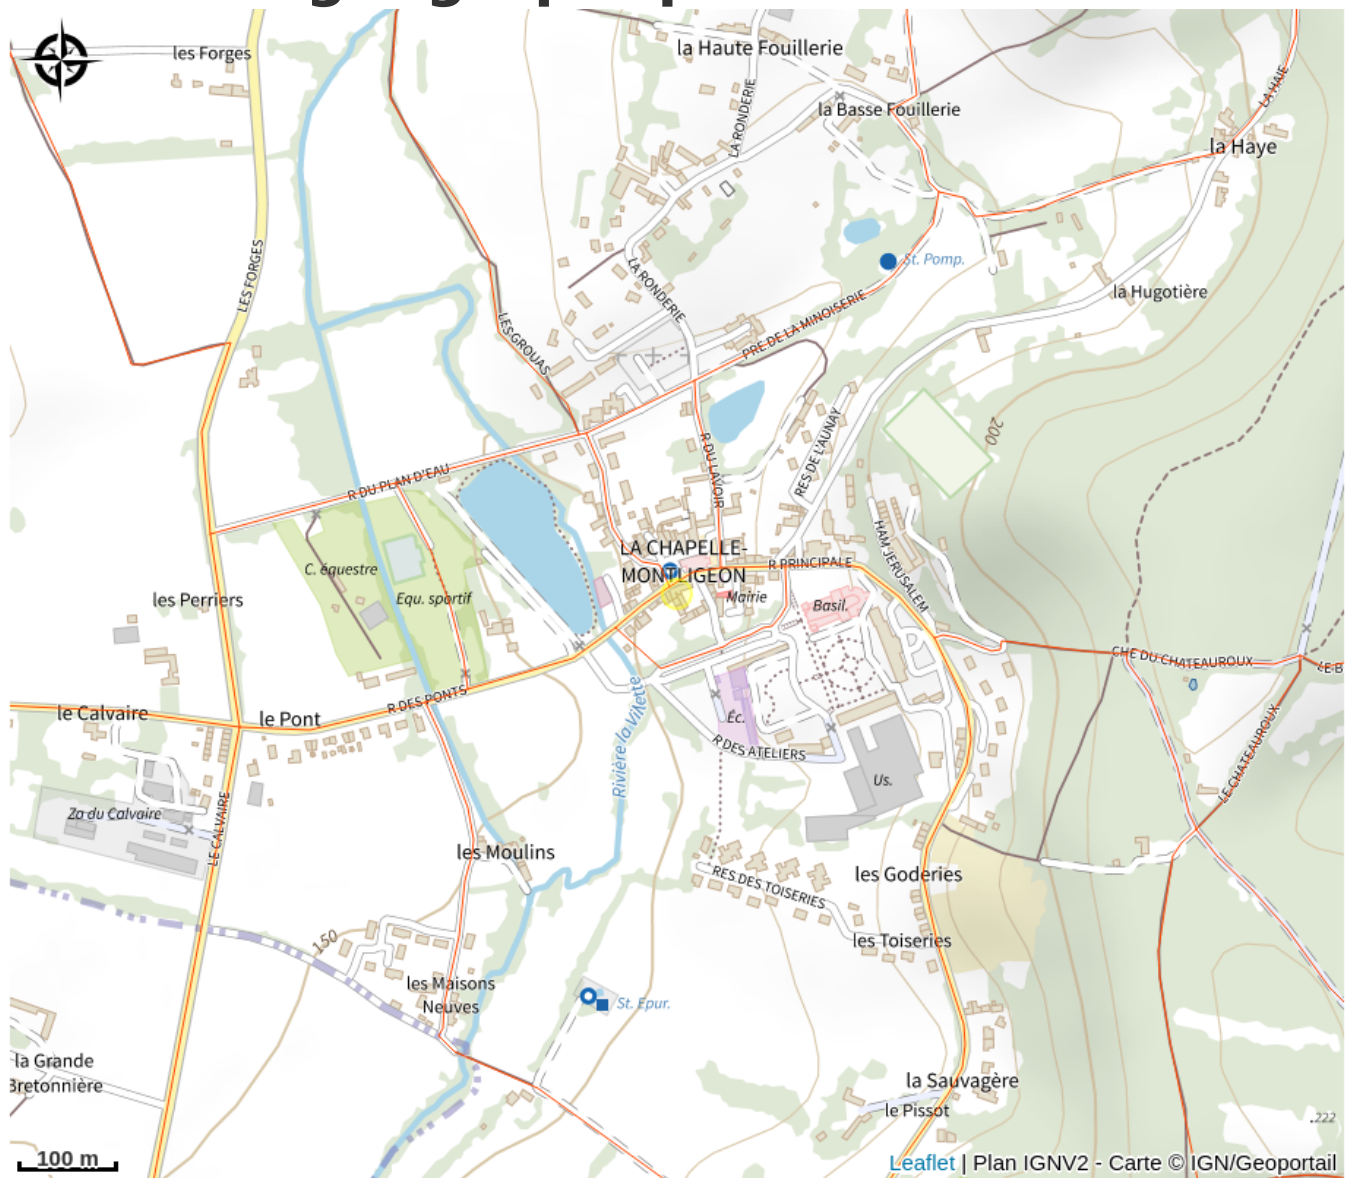 les Forges
la Haute Fouillerie
LA RONDERIE
la Basse Fouillerie
LA HAIE
la Haye
LES FORGES
St. Pomp.
LA RONDERIE
la Hugotière
LES GROUAS
PRE DE LA MINOISERIE
RES DE L'AUNAY
200
R DU LAVOIR
R DU PLAN D'EAU
HAM JERUSALEM
LA CHAPELLE-
MONTLIGEON
R PRINCIPALE
C. équestre
Equ. sportif
Mairie
Basil.
les Perriers
CHE DU CHATEAUROUX
LE B
le Calvaire
le Pont
R DES PONTS
Rivière la Villette
Éc.
R DES ATELIERS
Us.
LE CHATEAUROUX
Za du Calvaire
LE CALVAIRE
les Moulins
RES DES TOISERIES
les Goderies
150
les Toiseries
les Maisons
Neuves
St. Epur.
la Grande
Bretonnière
la Sauvagère
le Pissot
.222
100 m
Leaflet | Plan IGNV2 - Carte © IGN/Geoportail